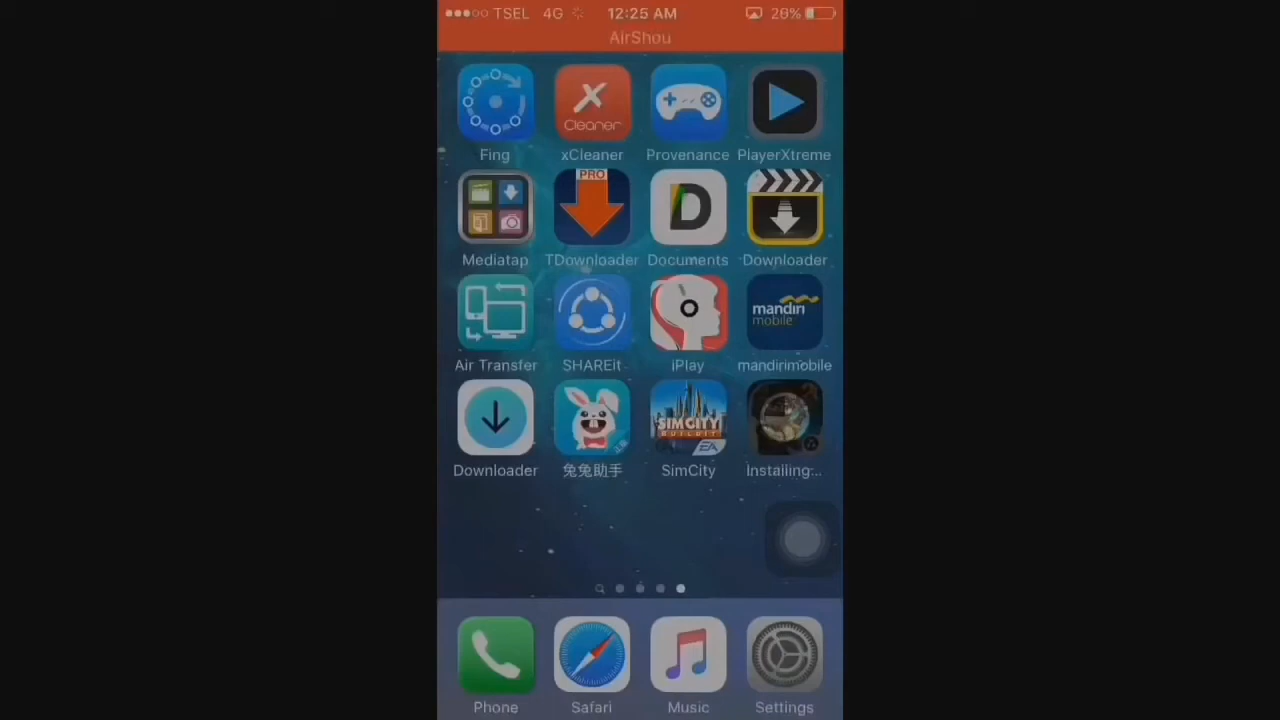 TSEL 4G 12:25 AM 28%
AirShou
X
Cleaner
PRO
Fing xCleaner Provenance PlayerXtreme
D
Mediatap TDownloader Documents Downloader
mandiri
mobile
Air Transfer SHAREit iPlay mandirimobile
SIMCITY
BUILDIT
EA
Downloader 兔兔助手 SimCity Installing...
Phone Safari Music Settings